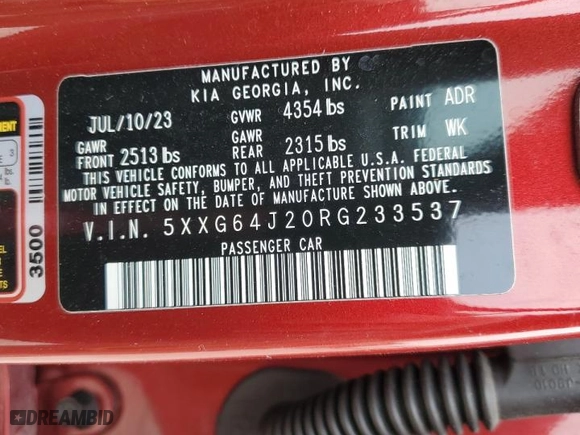 MANUFACTURED BY
KIA GEORGIA, INC.
JUL/10/23 GVWR 4354 lbs PAINT ADR
GAWR FRONT 2513 lbs GAWR REAR 2315 lb TRIM WK
THIS VEHICLE CONFORMS TO ALL APPLICABLE U.S.A. FEDERAL
MOTOR VEHICLE SAFETY, BUMPER, AND THEFT PREVENTION STANDARDS
IN EFFECT ON THE DATE OF MANUFACTURE SHOWN ABOVE.
V.I.N. 5XXG64J20RG233537
PASSENGER CAR
3500
DREAMBID